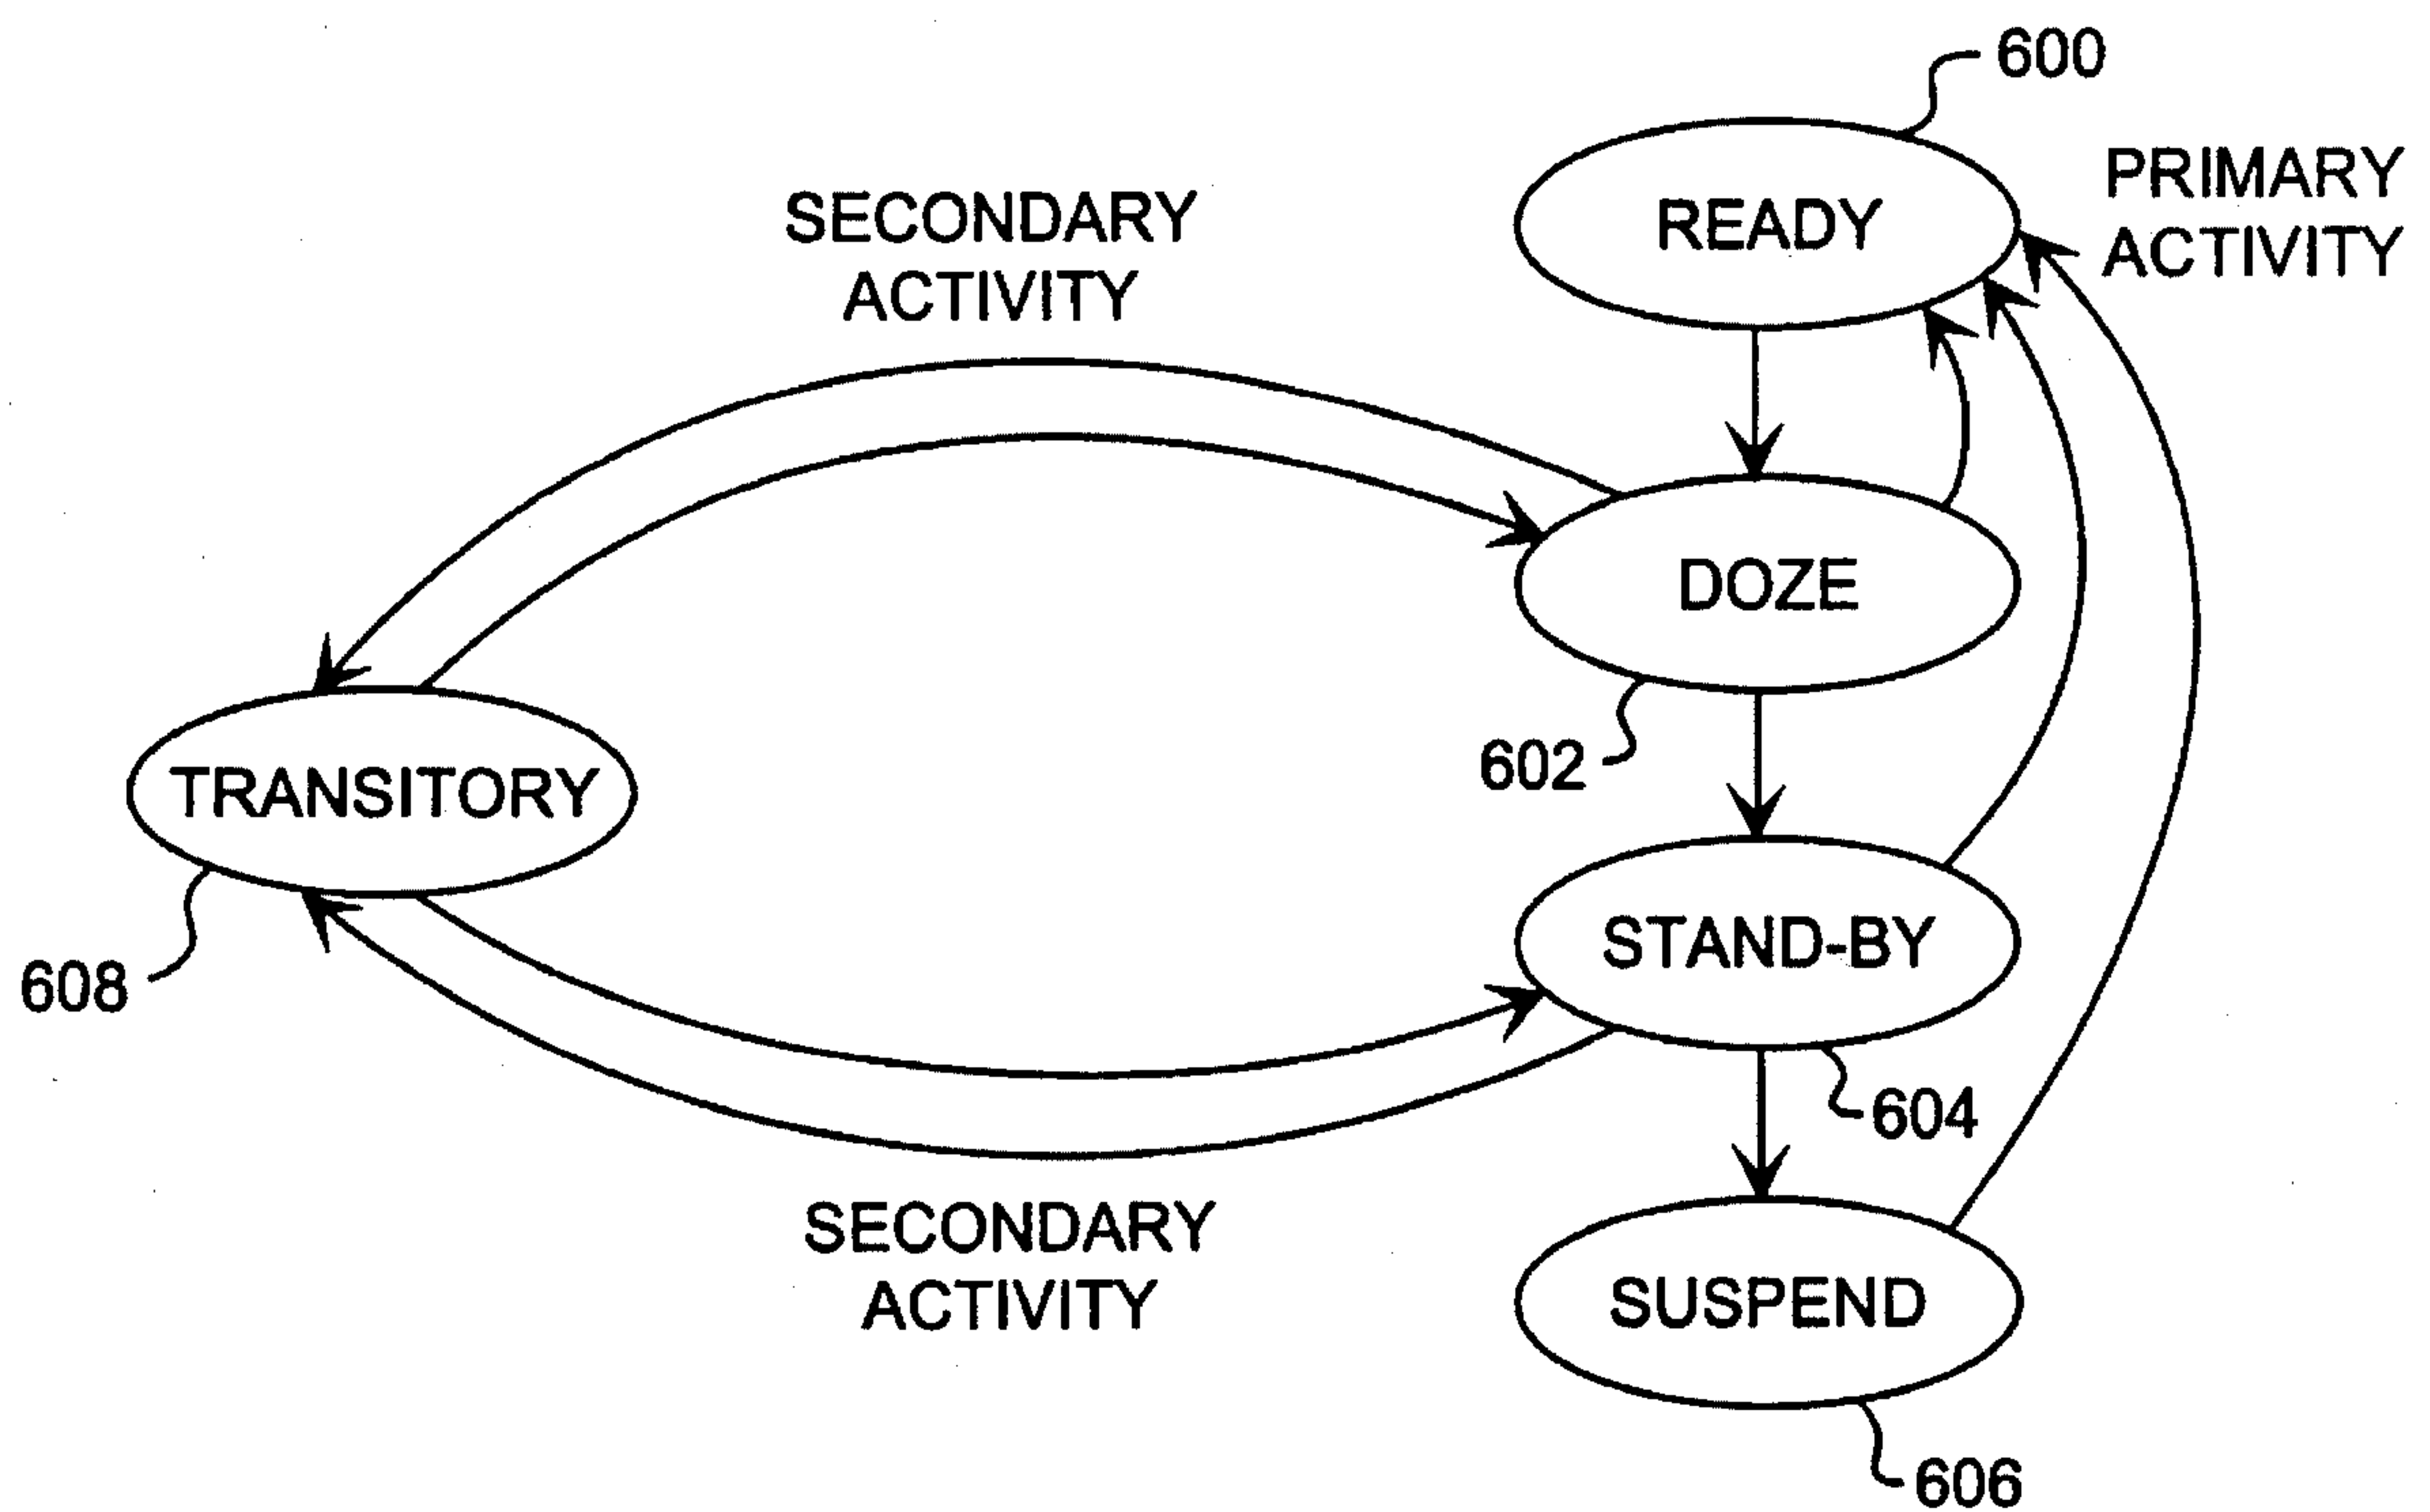 600
READY
PRIMARY
ACTIVITY
SECONDARY
ACTIVITY
DOZE
602
TRANSITORY
608
STAND-BY
604
SECONDARY
ACTIVITY
SUSPEND
606